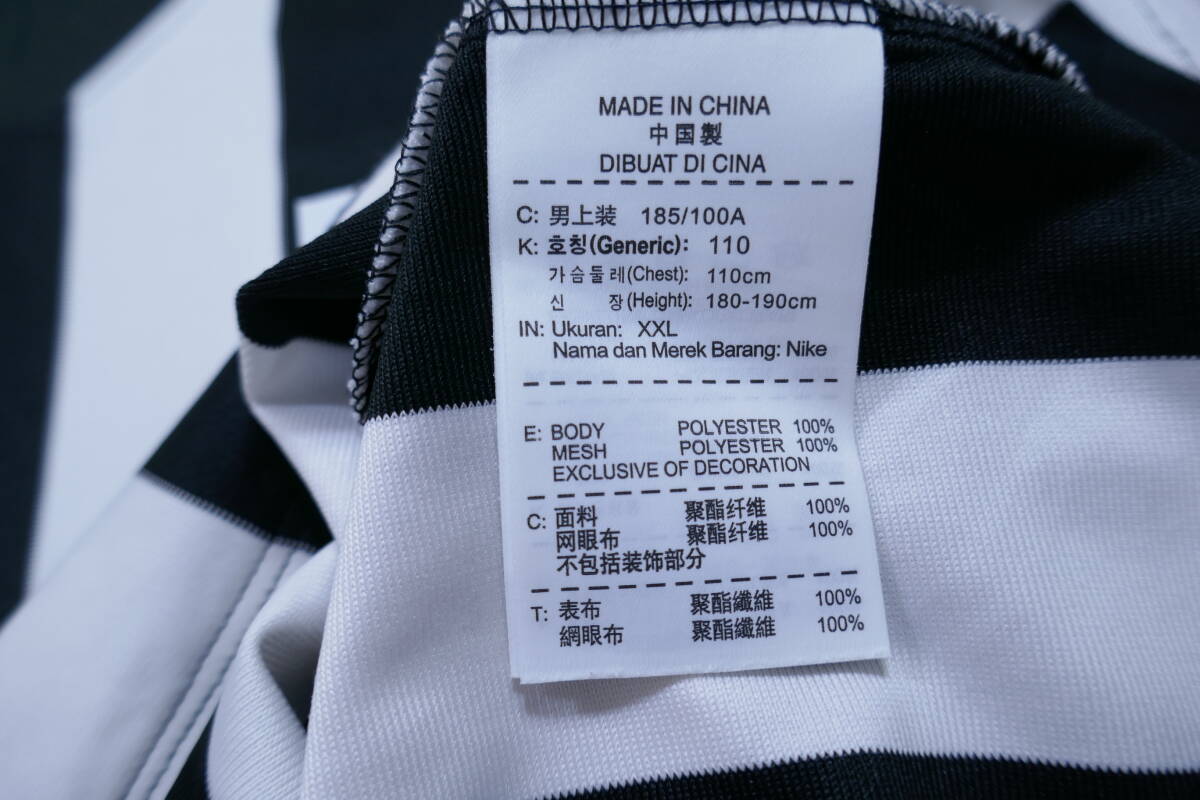 MADE IN CHINA
中国製
DIBUAT DI CINA
C: 男上装 185/100A
K: 호칭(Generic): 110
가슴둘레(Chest): 110cm
신 장(Height): 180-190cm
IN: Ukuran: XXL
Nama dan Merek Barang: Nike
E: BODY POLYESTER 100%
MESH POLYESTER 100%
EXCLUSIVE OF DECORATION
C: 面料 聚酯纤维 100%
网眼布 聚酯纤维 100%
不包括装饰部分
T: 表布 聚酯纖維 100%
網眼布 聚酯纖維 100%